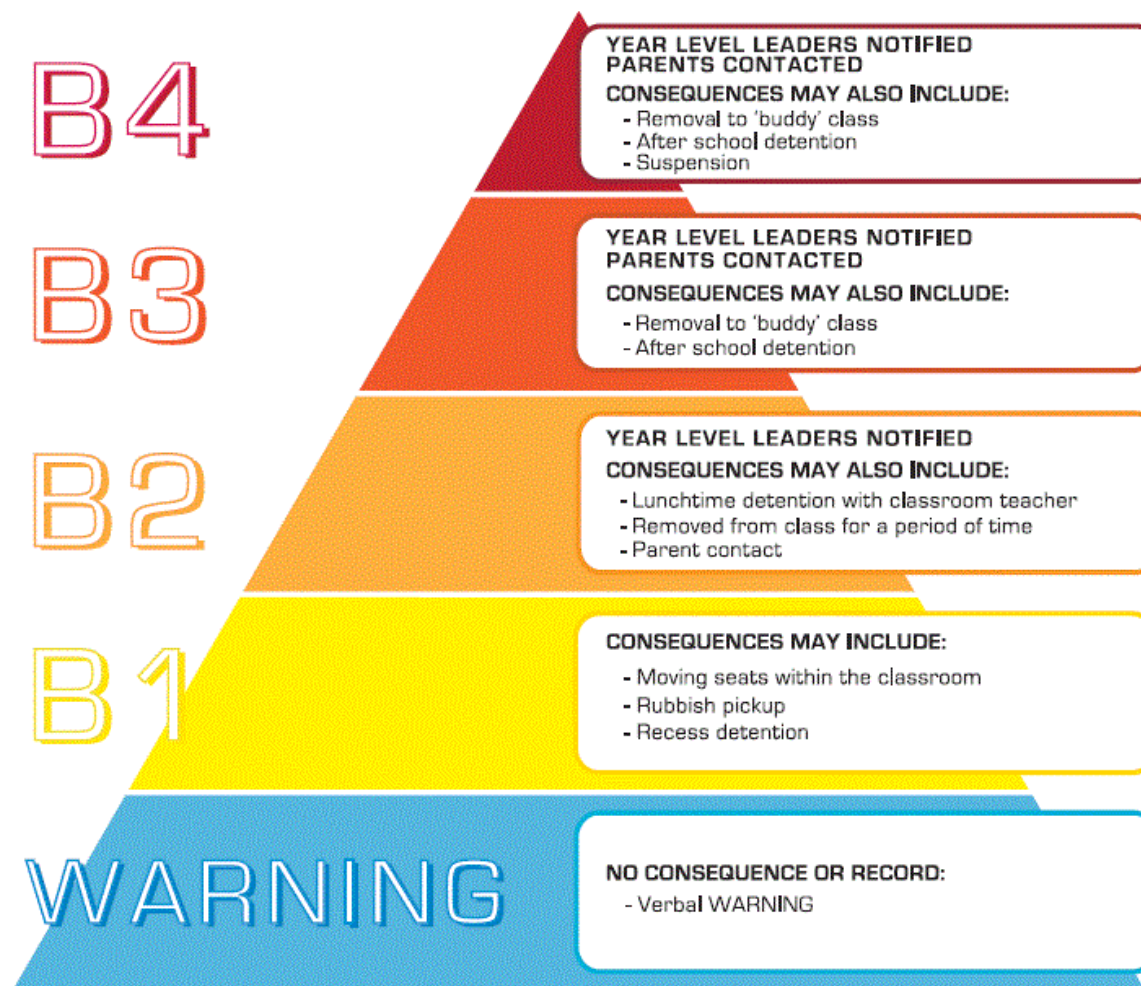 B4
YEAR LEVEL LEADERS NOTIFIED
PARENTS CONTACTED
CONSEQUENCES MAY ALSO INCLUDE:
- Removal to 'buddy' class
- After school detention
- Suspension
B3
YEAR LEVEL LEADERS NOTIFIED
PARENTS CONTACTED
CONSEQUENCES MAY ALSO INCLUDE:
- Removal to 'buddy' class
- After school detention
B2
YEAR LEVEL LEADERS NOTIFIED
CONSEQUENCES MAY ALSO INCLUDE:
- Lunchtime detention with classroom teacher
- Removed from class for a period of time
- Parent contact
B1
CONSEQUENCES MAY INCLUDE:
- Moving seats within the classroom
- Rubbish pickup
- Recess detention
WARNING
NO CONSEQUENCE OR RECORD:
- Verbal WARNING